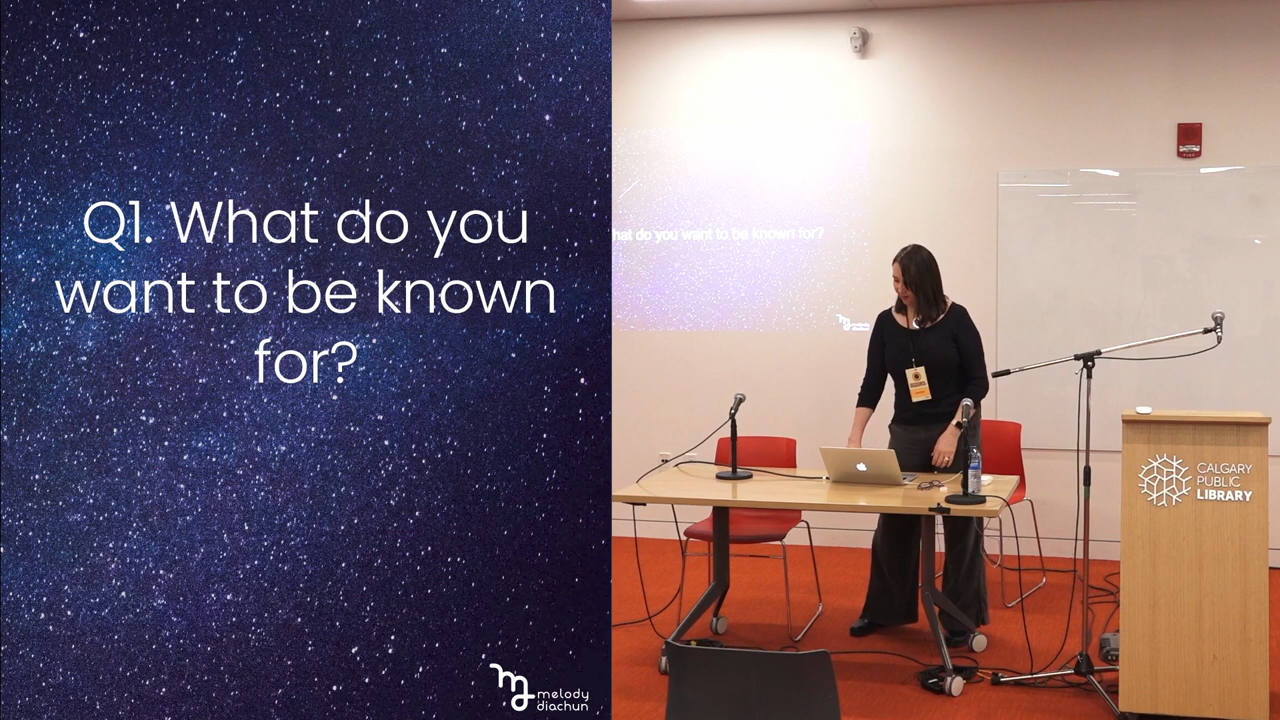 Q1. What do you
want to be known
for?
melody
diachun
hat do you want to be known for?
CALGARY
PUBLIC
LIBRARY